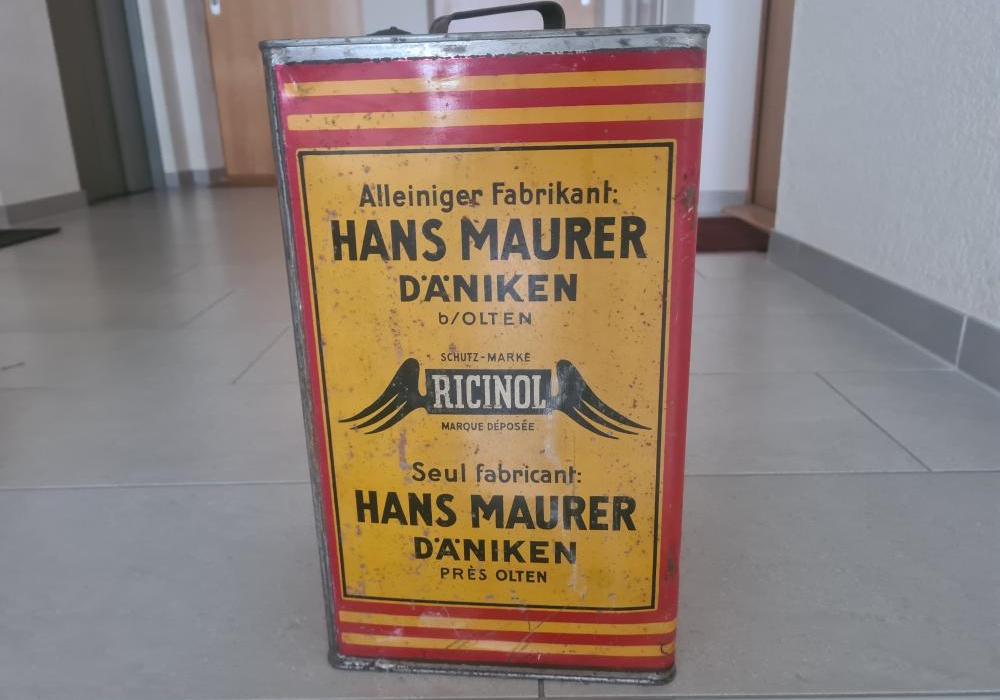 Alleiniger Fabrikant:
HANS MAURER
DÄNIKEN
b/OLTEN
SCHUTZ-MARKE
RICINOL
MARQUE DÉPOSÉE
Seul fabricant:
HANS MAURER
DÄNIKEN
PRÈS OLTEN